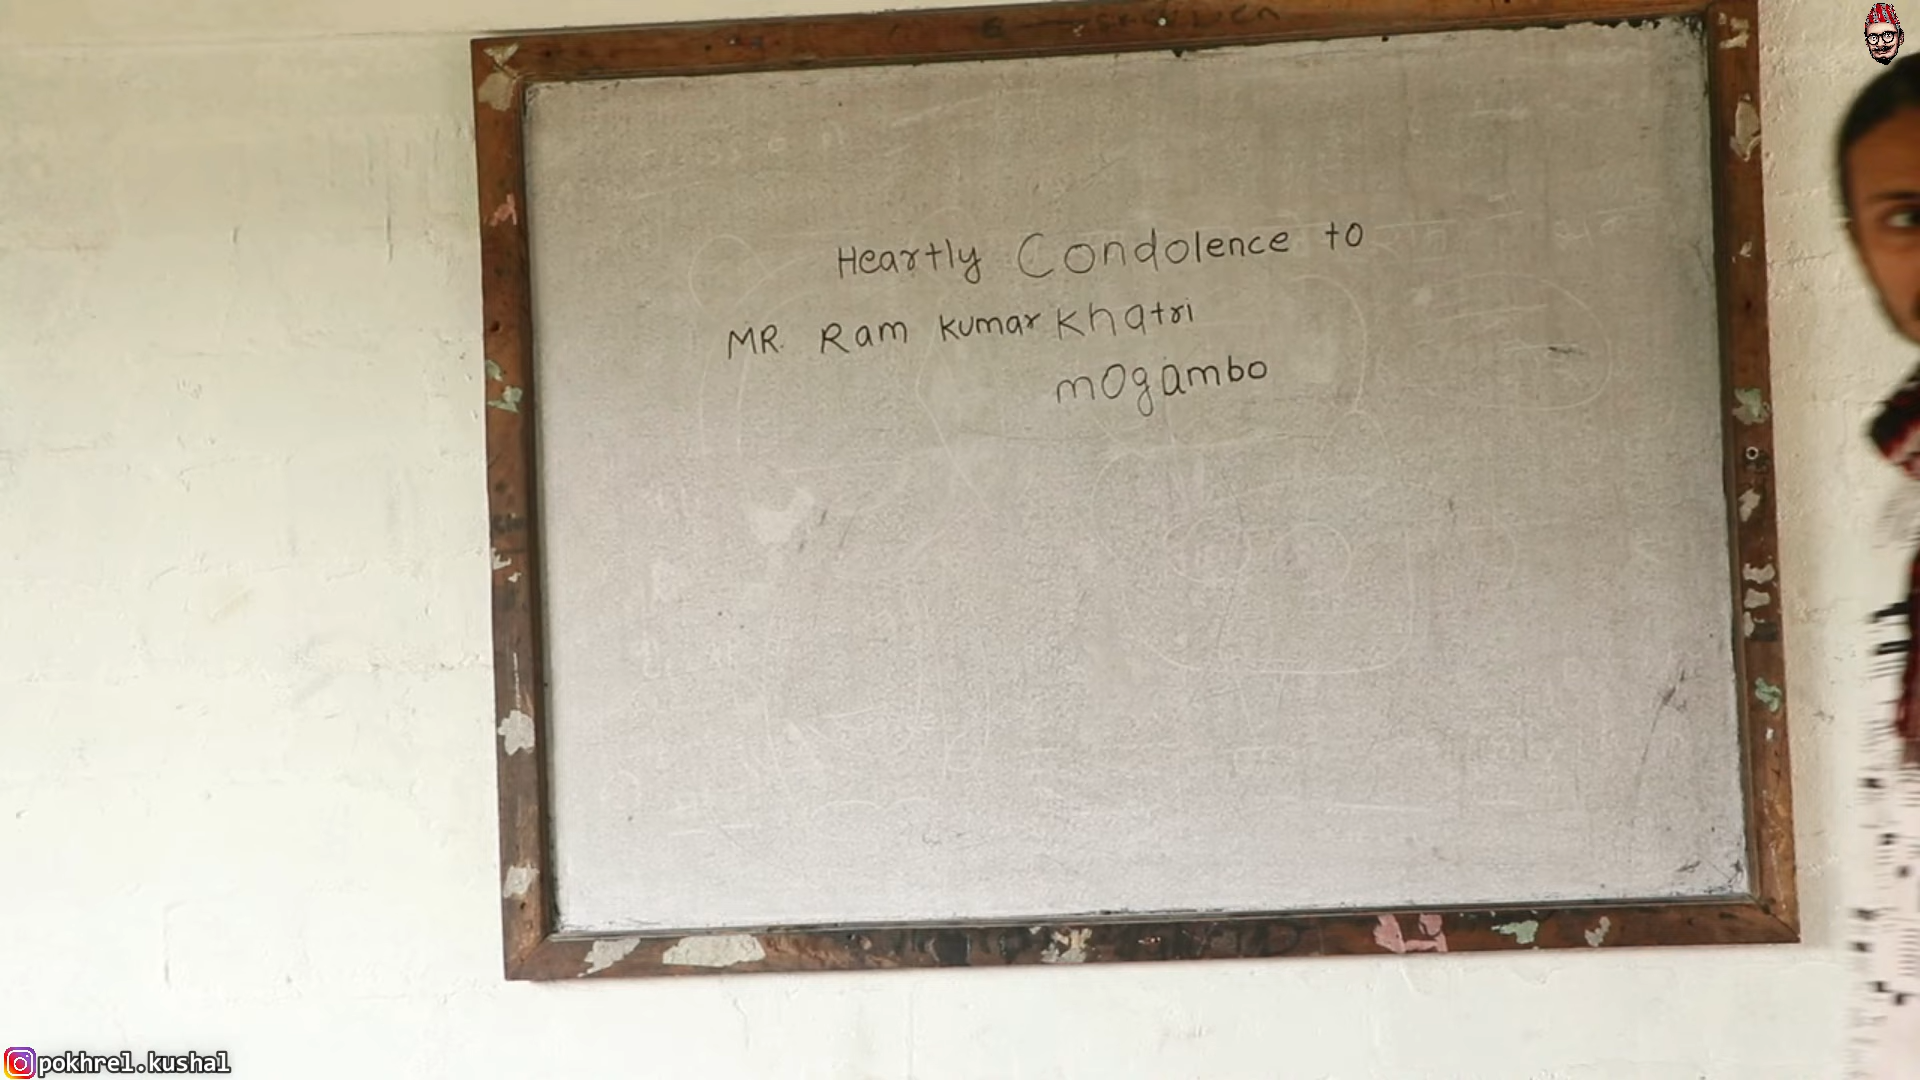 Heartly Condolence to
MR. Ram kumar Khatri
mogambo
pokhrel.kushal